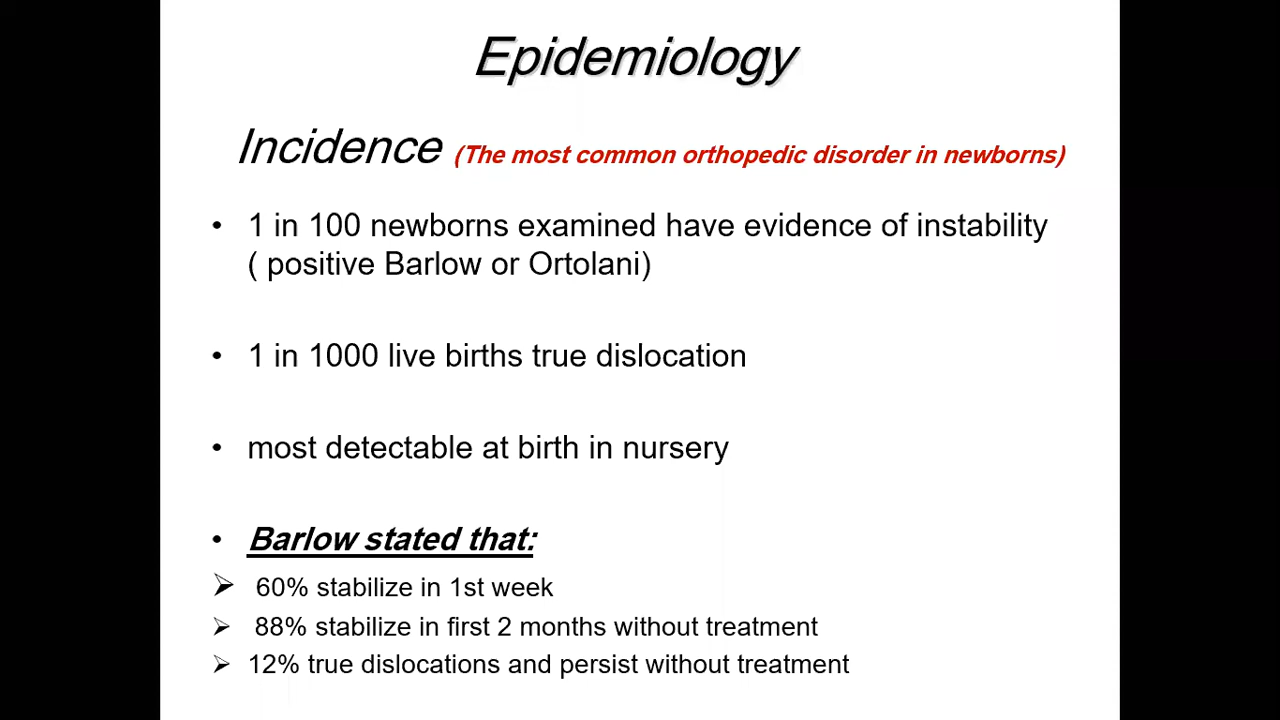 Epidemiology
Incidence (The most common orthopedic disorder in newborns)
• 1 in 100 newborns examined have evidence of instability
( positive Barlow or Ortolani)
• 1 in 1000 live births true dislocation
• most detectable at birth in nursery
• Barlow stated that:
➢ 60% stabilize in 1st week
➢ 88% stabilize in first 2 months without treatment
➢ 12% true dislocations and persist without treatment